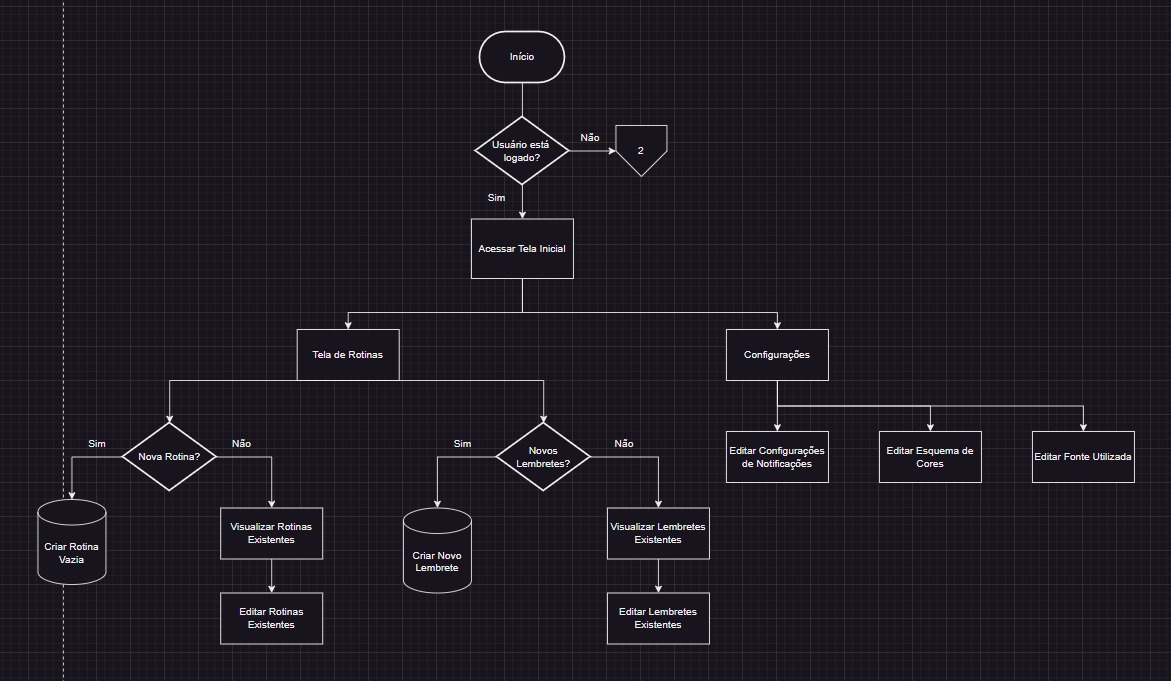 Início
Usuário está
logado?
Não
2
Sim
Acessar Tela Inicial
Tela de Rotinas
Configurações
Sim
Nova Rotina?
Não
Sim
Novos
Lembretes?
Não
Editar Configurações
de Notificações
Editar Esquema de
Cores
Editar Fonte Utilizada
Criar Rotina
Vazia
Visualizar Rotinas
Existentes
Criar Novo
Lembrete
Visualizar Lembretes
Existentes
Editar Rotinas
Existentes
Editar Lembretes
Existentes